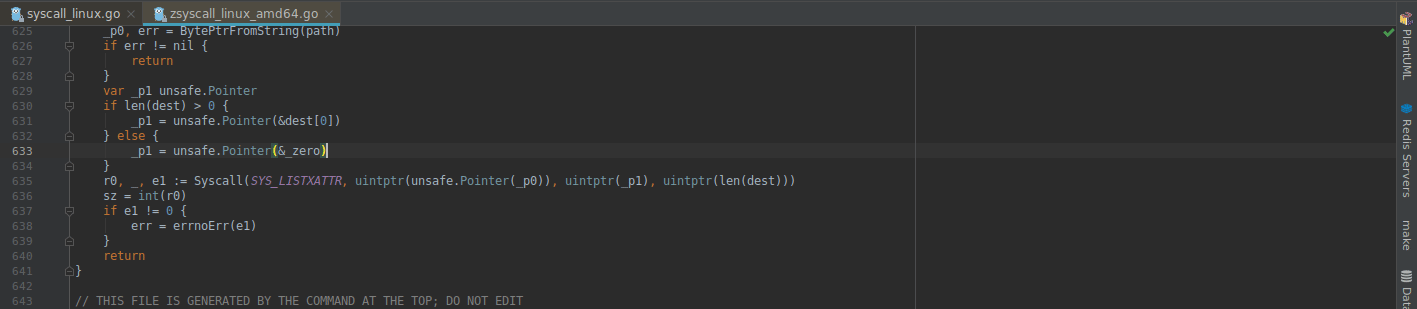 syscall_linux.go × zsyscall_linux_amd64.go ×
625 _p0, err = BytePtrFromString(path)
626 if err != nil {
627 return
628 }
629 var _p1 unsafe.Pointer
630 if len(dest) > 0 {
631 _p1 = unsafe.Pointer(&dest[0])
632 } else {
633 _p1 = unsafe.Pointer(&_zero)
634 }
635 r0, _, e1 := Syscall(SYS_LISTXATTR, uintptr(unsafe.Pointer(_p0)), uintptr(_p1), uintptr(len(dest)))
636 sz = int(r0)
637 if e1 != 0 {
638 err = errnoErr(e1)
639 }
640 return
641 }
642
643 // THIS FILE IS GENERATED BY THE COMMAND AT THE TOP; DO NOT EDIT
PlantUML
Redis Servers
make
Data